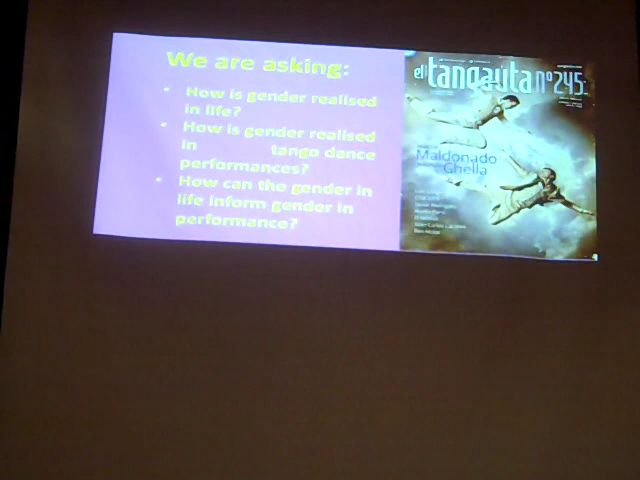 We are asking:
• How is gender realised
in life?
• How is gender realised
in tango dance
performances?
• How can the gender in
life inform gender in
performance?
el tangauta nº245
Maldonado
Ghella